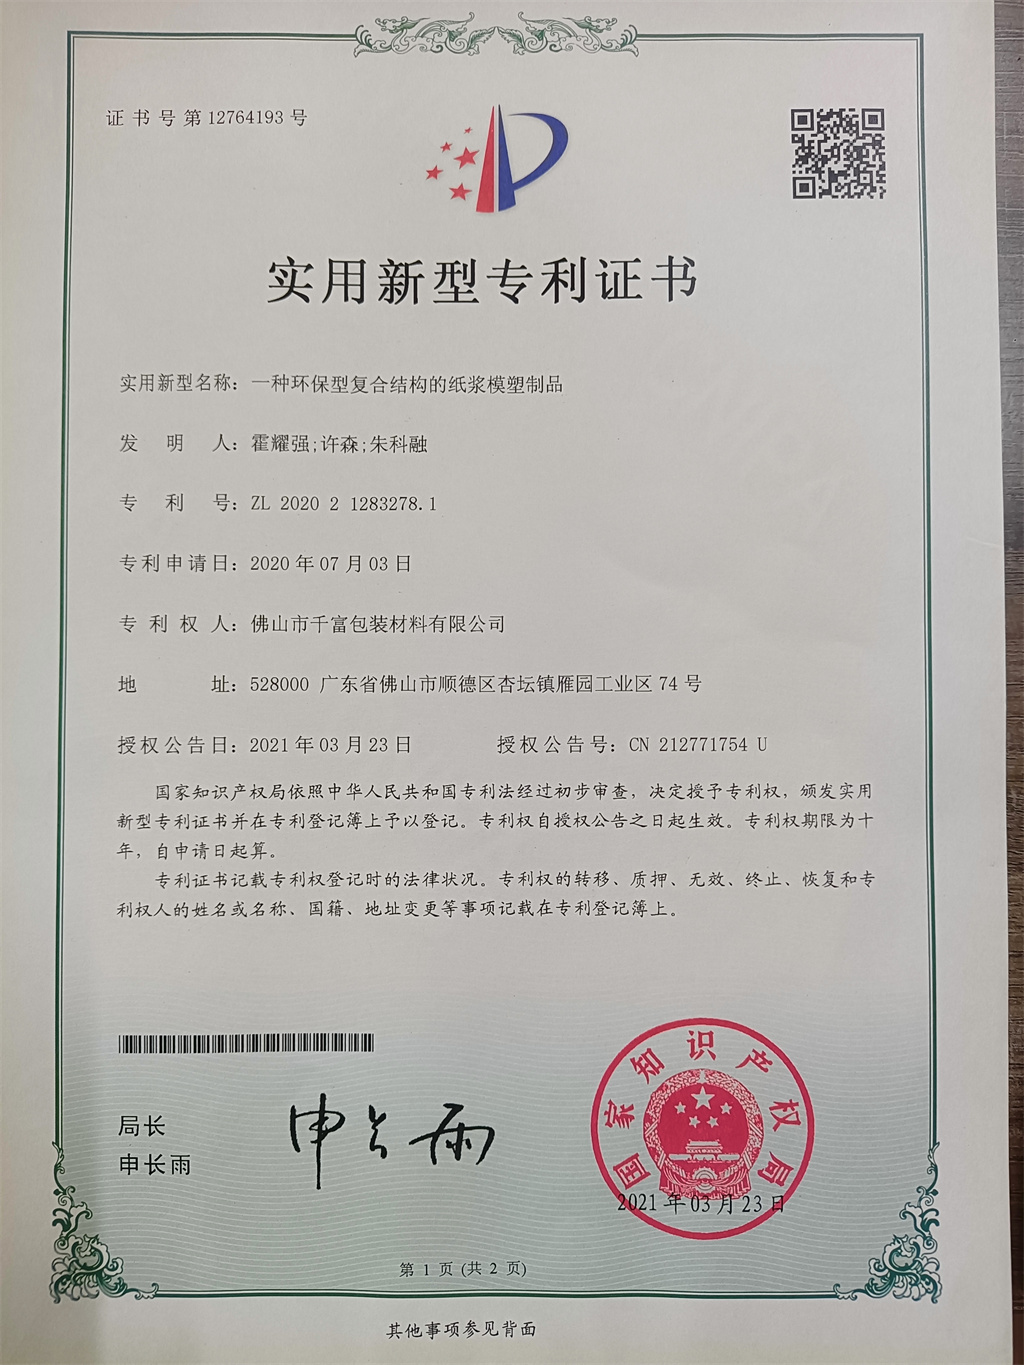 证书号第12764193号
实用新型专利证书
实用新型名称：一种环保型复合结构的纸浆模塑制品
发明人：霍耀强;许森;朱科融
专利号：ZL 2020 2 1283278.1
专利申请日：2020年07月03日
专利权人：佛山市千富包装材料有限公司
地址：528000 广东省佛山市顺德区杏坛镇雁园工业区74号
授权公告日：2021年03月23日 授权公告号：CN 212771754 U
国家知识产权局依照中华人民共和国专利法经过初步审查，决定授予专利权，颁发实用
新型专利证书并在专利登记簿上予以登记。专利权自授权公告之日起生效。专利权期限为十
年，自申请日起算。
专利证书记载专利权登记时的法律状况。专利权的转移、质押、无效、终止、恢复和专
利权人的姓名或名称、国籍、地址变更等事项记载在专利登记簿上。
局长
申长雨
申长雨
国家知识产权局
2021年03月23日
第 1 页 (共 2 页)
其他事项参见背面